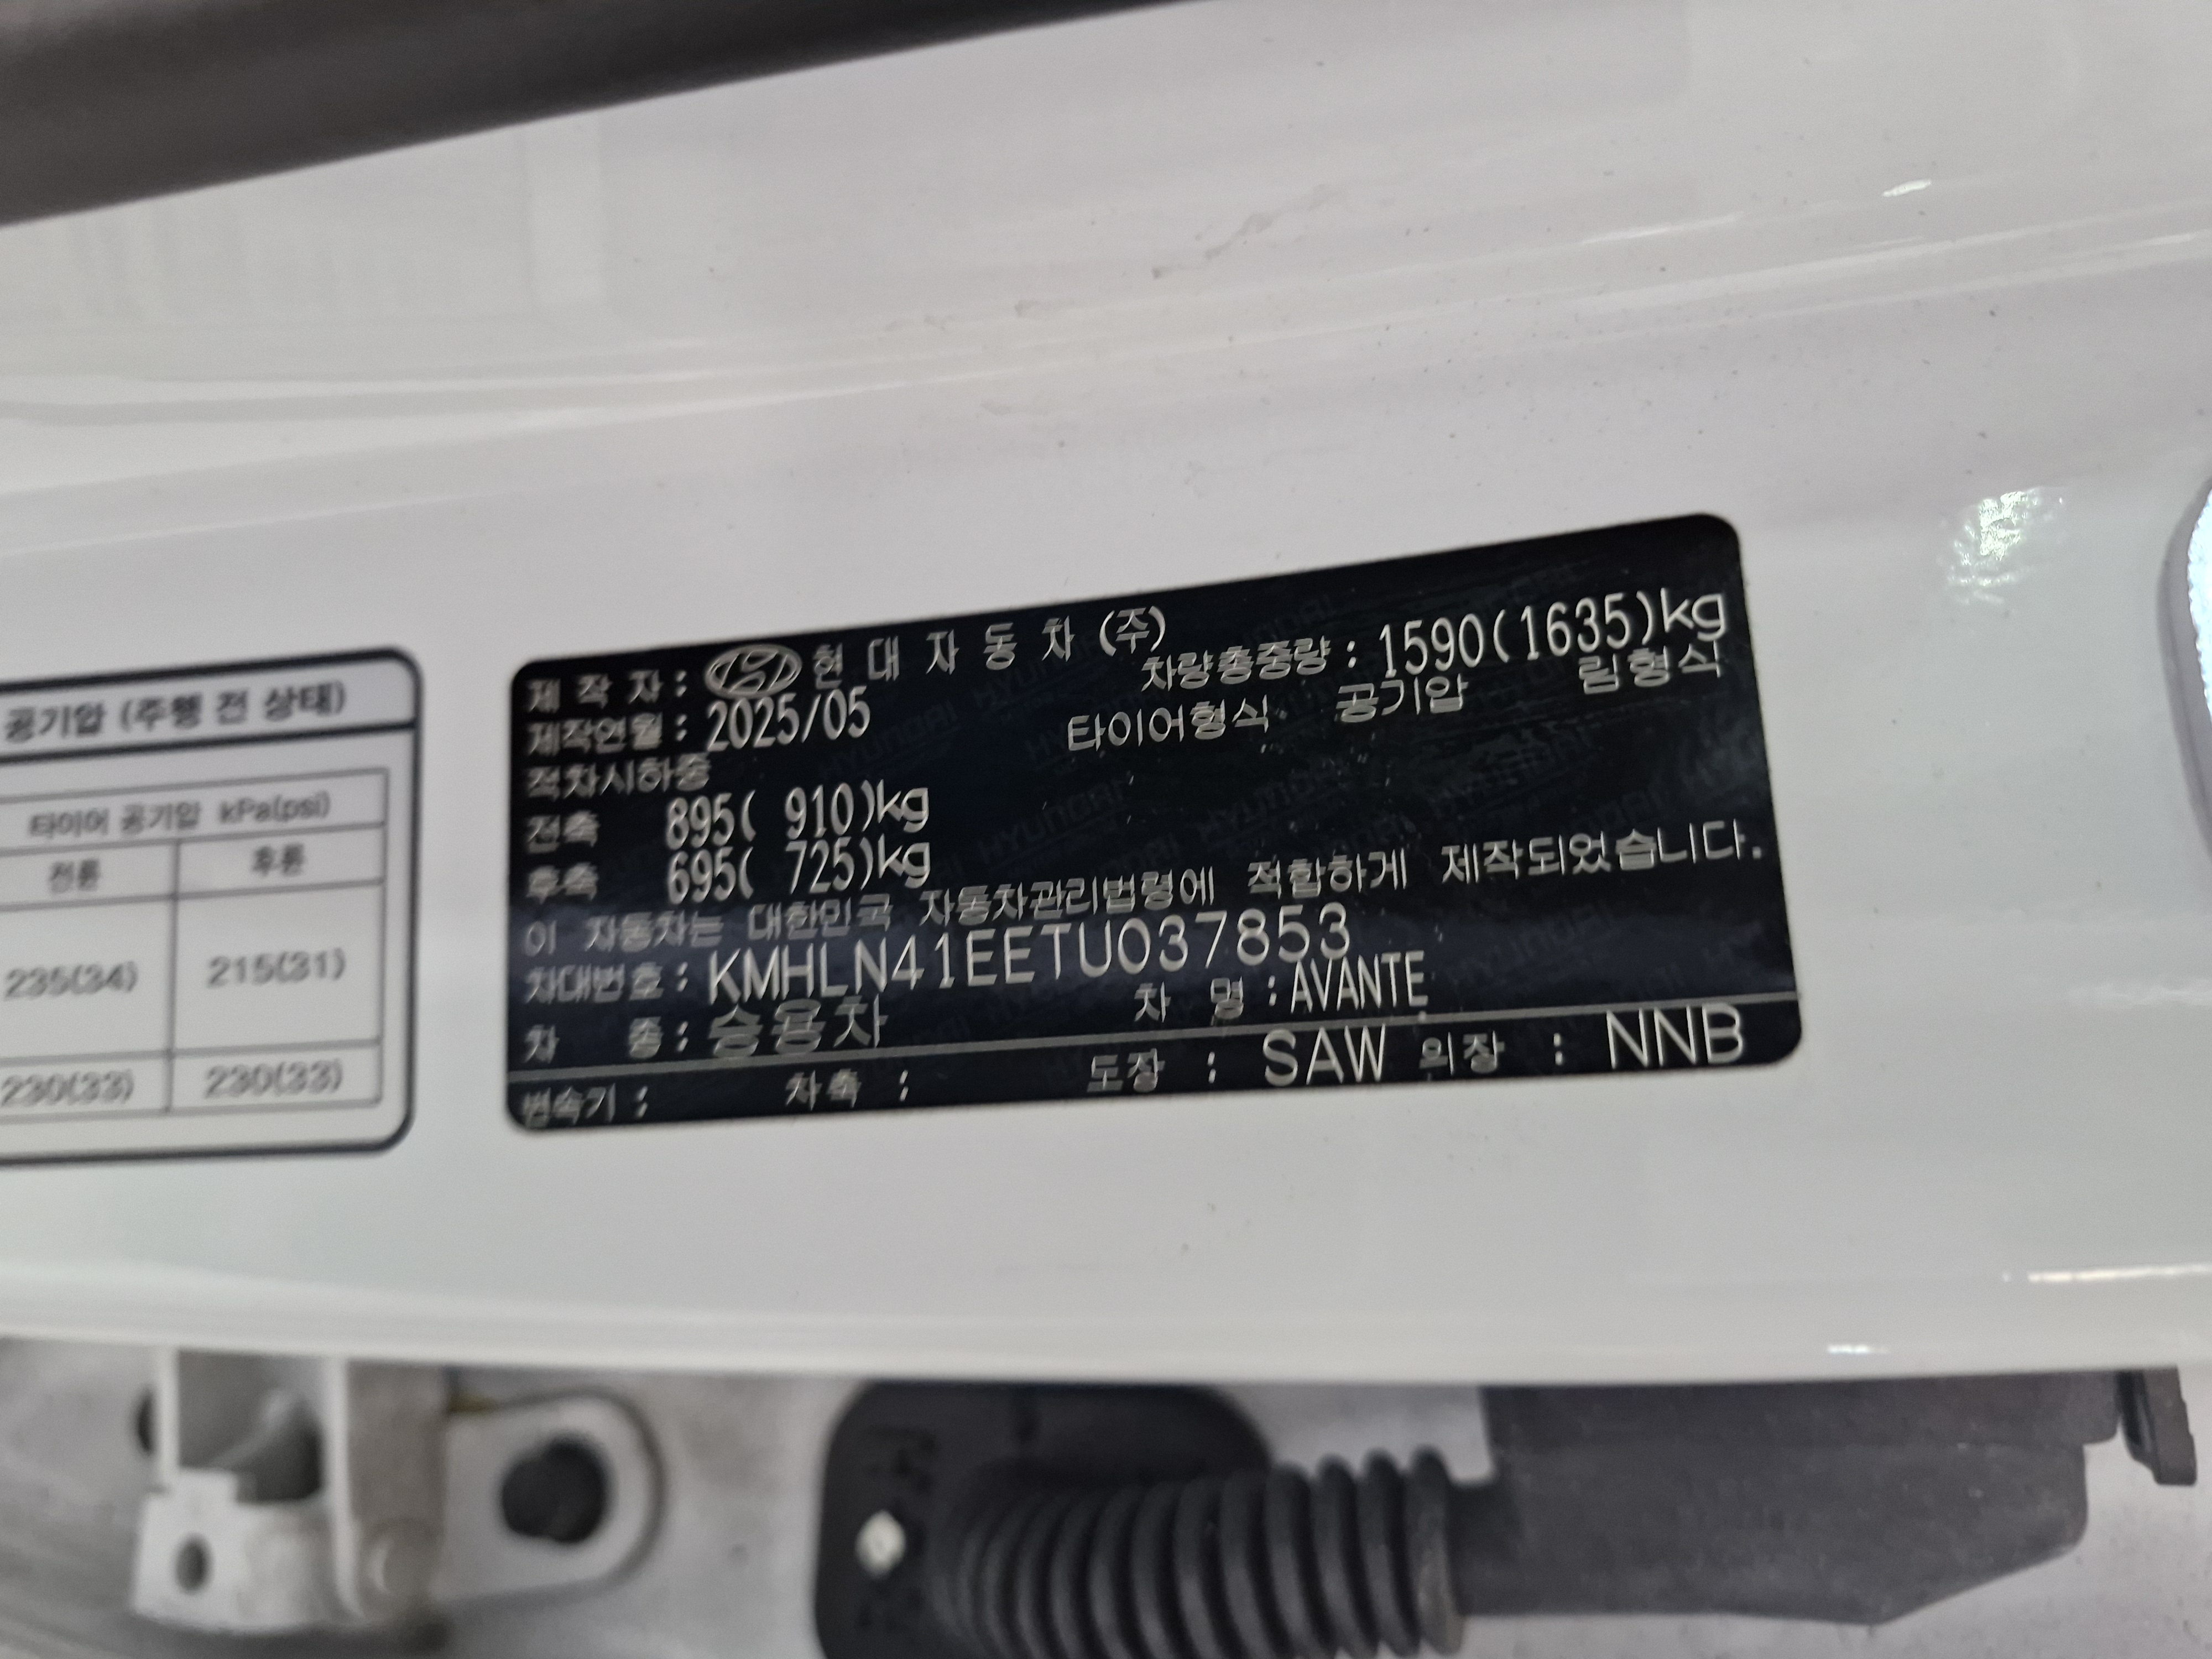 공기압 (주행 전 상태)
타이어 공기압 kPa(psi)
전륜 후륜
235(34) 215(31)
230(33) 230(33)
제 작 자 : 현 대 자 동 차 (주)
차량총중량 : 1590(1635)kg
제작연월 : 2025/05
타이어형식 공기압 림형식
적차시하중
전축 895( 910)kg
후축 695( 725)kg
이 자동차는 대한민국 자동차관리법령에 적합하게 제작되었습니다.
차대번호 : KMHLN41EETU037853
차 종 : 승용차 차 명 : AVANTE
변속기 : 차축 : 도장 : SAW 의장 : NNB